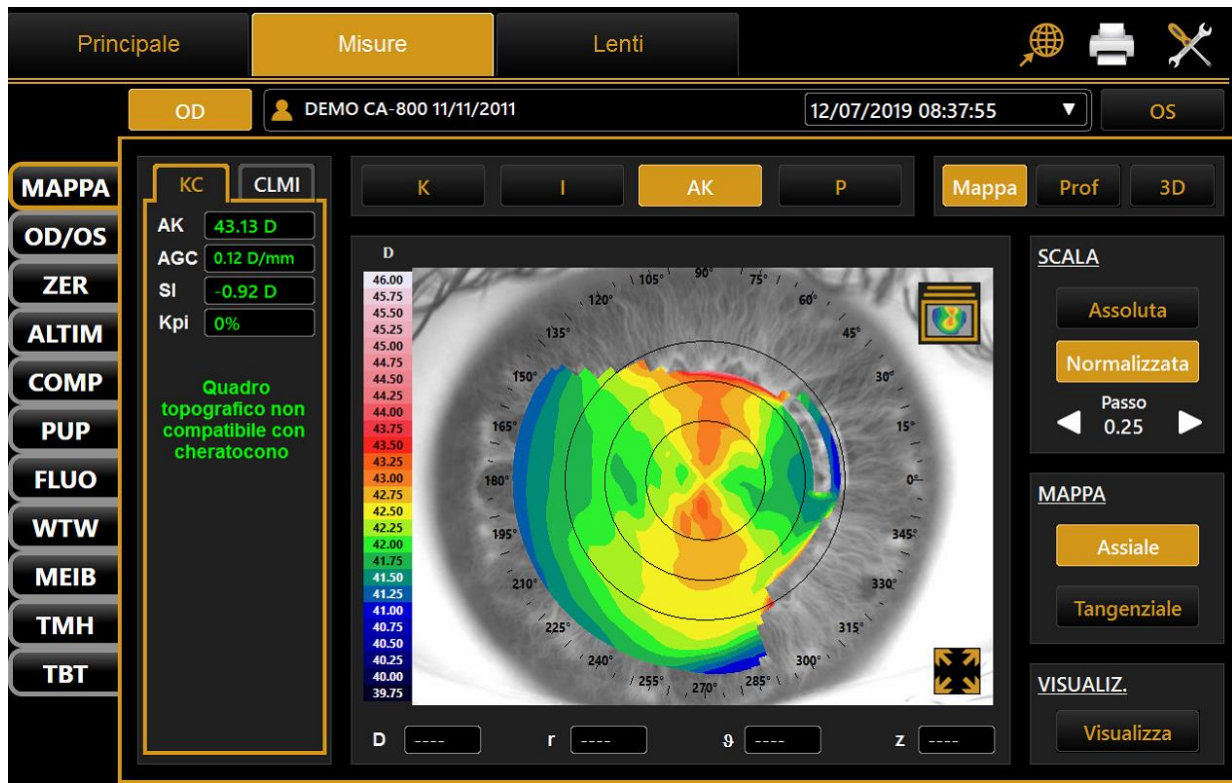 Principale
Misure
Lenti
OD
DEMO CA-800 11/11/2011
12/07/2019 08:37:55
OS
MAPPA
OD/OS
ZER
ALTIM
COMP
PUP
FLUO
WTW
MEIB
TMH
TBT
KC
CLMI
AK 43.13 D
AGC 0.12 D/mm
SI -0.92 D
Kpi 0%
Quadro
topografico non
compatibile con
cheratocono
K
I
AK
P
Mappa
Prof
3D
D
46.00
45.75
45.50
45.25
45.00
44.75
44.50
44.25
44.00
43.75
43.50
43.25
43.00
42.75
42.50
42.25
42.00
41.75
41.50
41.25
41.00
40.75
40.50
40.25
40.00
39.75
105°
90°
75°
120°
60°
135°
45°
150°
30°
165°
15°
180°
0°
195°
345°
210°
330°
225°
315°
240°
300°
255°
270°
285°
D ----
r ----
ϑ ----
z ----
SCALA
Assoluta
Normalizzata
Passo
0.25
MAPPA
Assiale
Tangenziale
VISUALIZ.
Visualizza